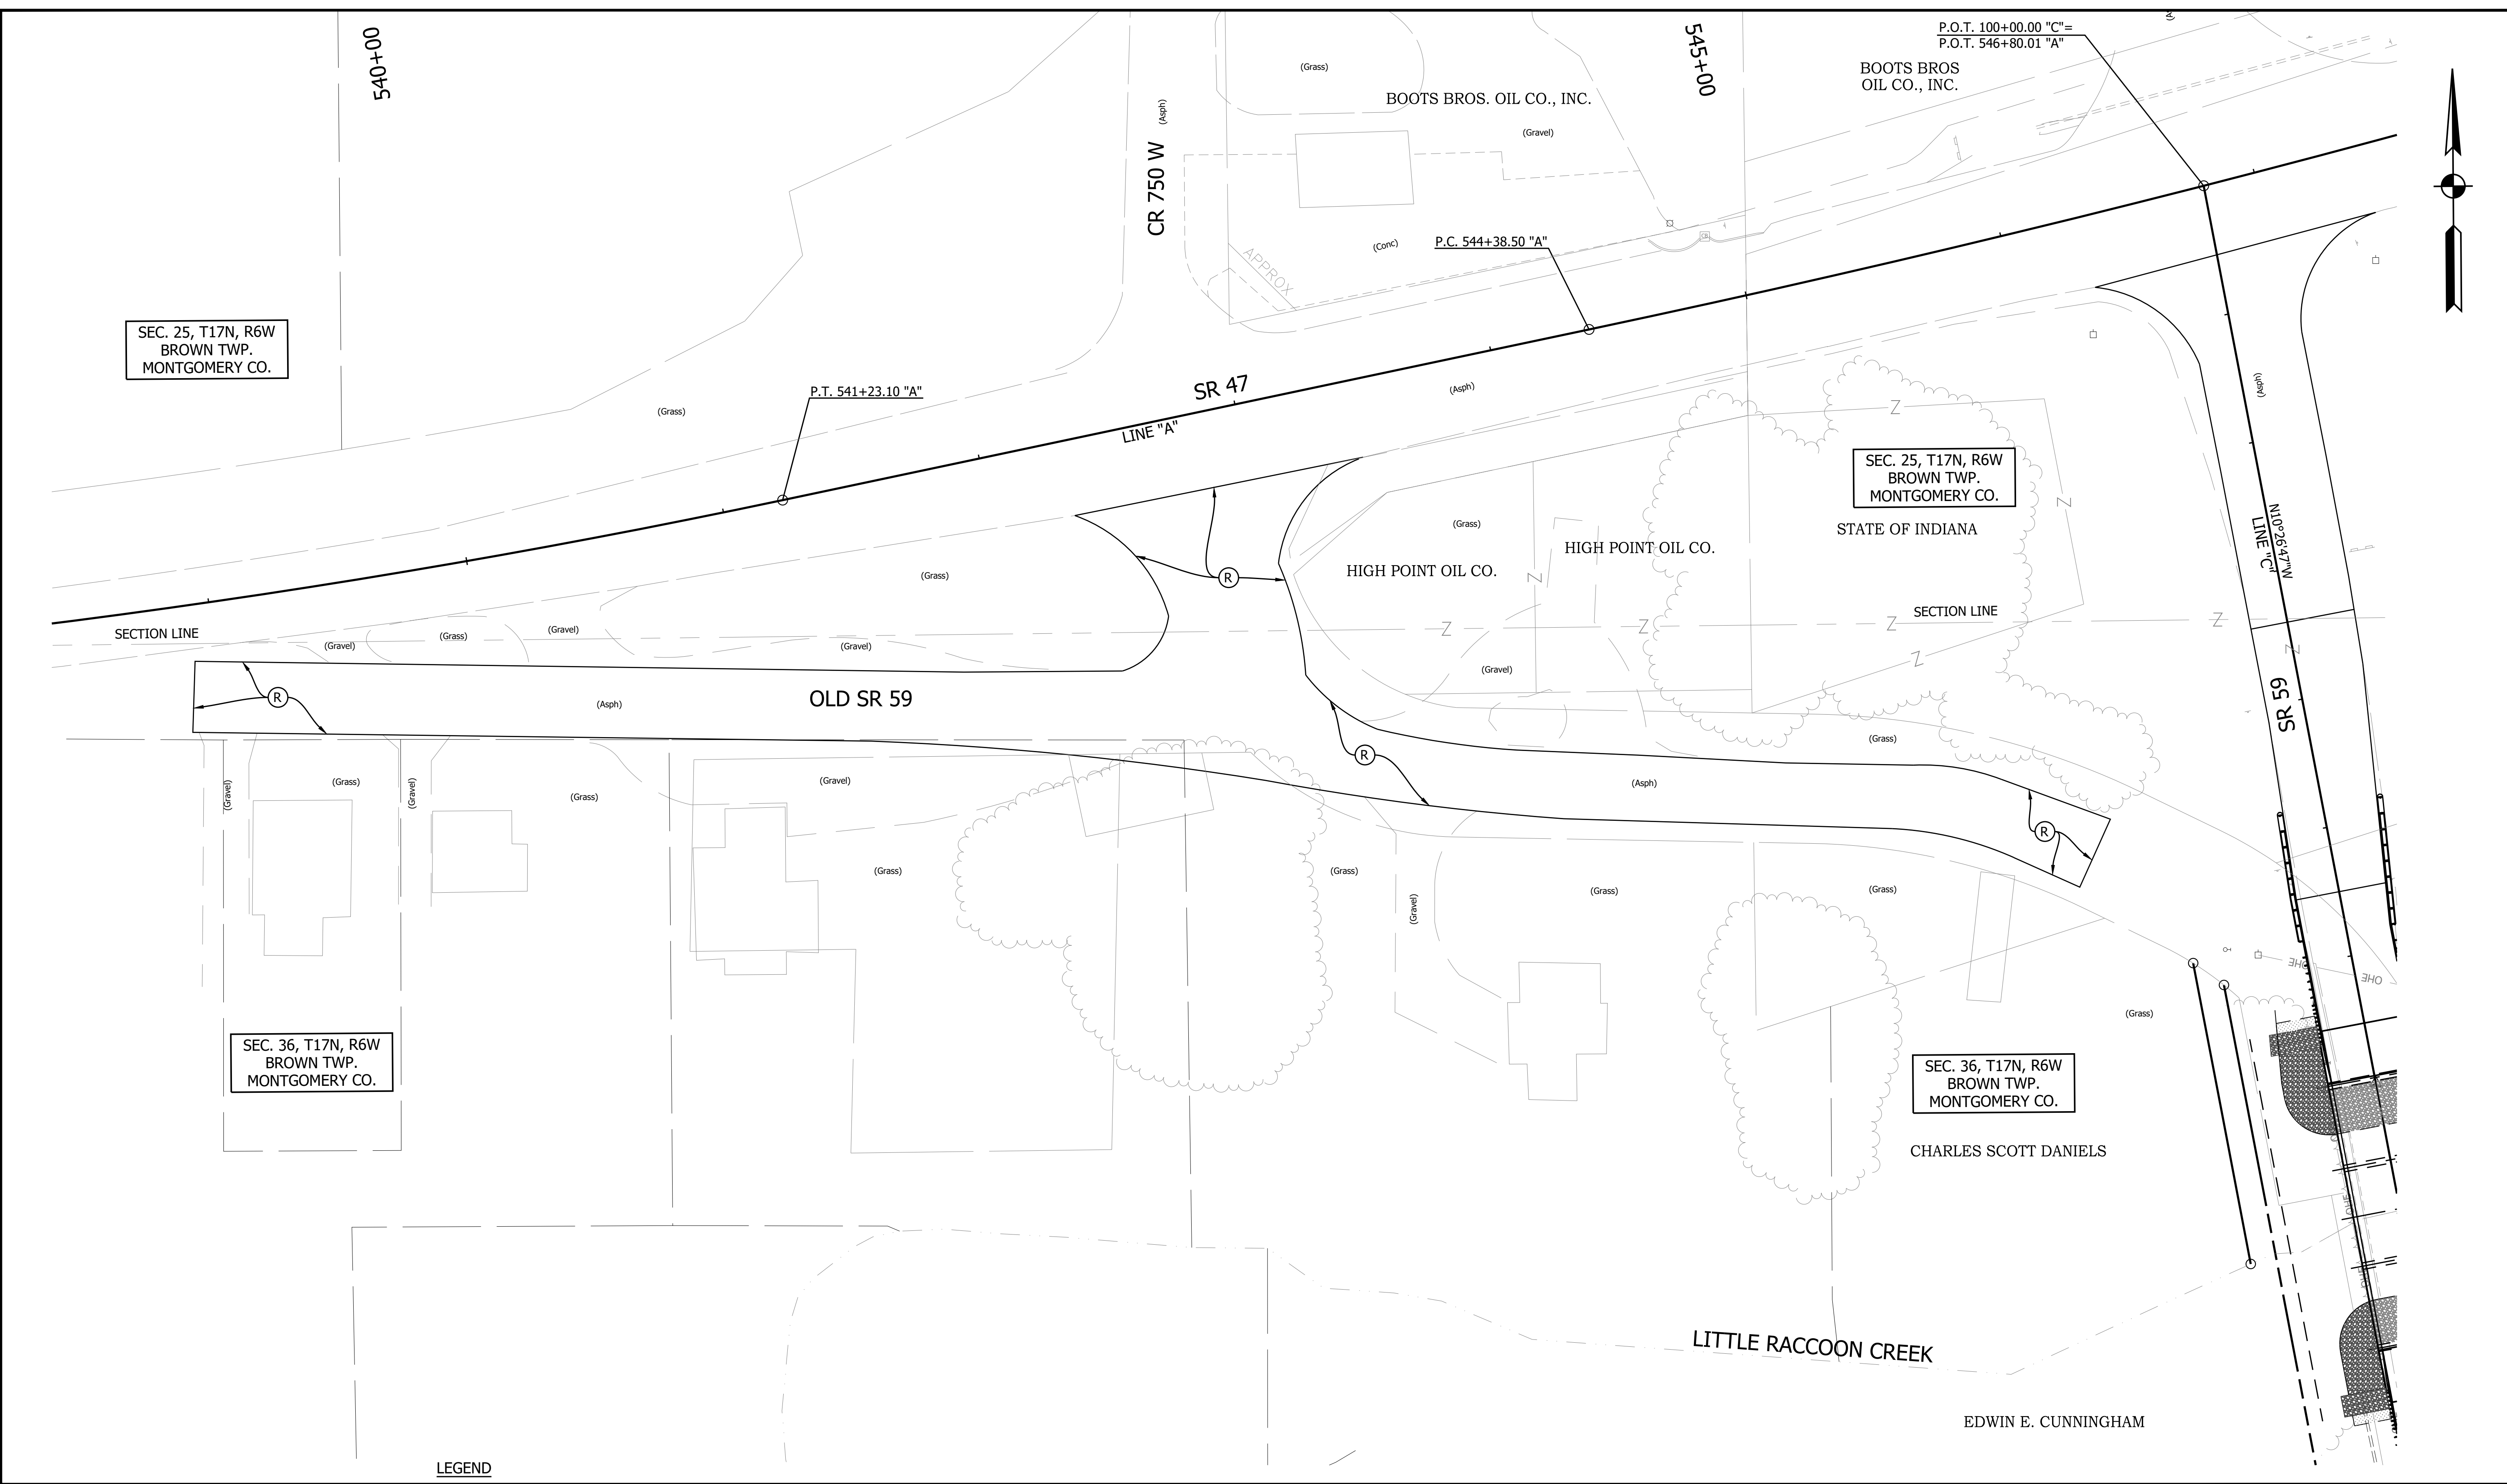 540+00
545+00
P.O.T. 100+00.00 "C"=
P.O.T. 546+80.01 "A"
BOOTS BROS
OIL CO., INC.
(Grass)
BOOTS BROS. OIL CO., INC.
(Asph)
(Gravel)
CR 750 W
(Conc)
P.C. 544+38.50 "A"
CB
APPROX
SEC. 25, T17N, R6W
BROWN TWP.
MONTGOMERY CO.
P.T. 541+23.10 "A"
SR 47
(Asph)
(Asph)
(Grass)
LINE "A"
Z
SEC. 25, T17N, R6W
BROWN TWP.
MONTGOMERY CO.
Z
STATE OF INDIANA
(Grass)
HIGH POINT OIL CO.
HIGH POINT OIL CO.
N10°26'47"W
LINE "C"
(Grass)
R
Z
SECTION LINE
SECTION LINE
(Gravel)
(Grass)
(Gravel)
(Gravel)
Z
Z
Z
Z
Z
Z
(Gravel)
R
(Asph)
OLD SR 59
SR 59
(Grass)
R
(Gravel)
(Grass)
(Gravel)
(Grass)
(Gravel)
(Asph)
R
(Grass)
(Grass)
(Gravel)
(Grass)
(Grass)
OHE
OHE
(Grass)
SEC. 36, T17N, R6W
BROWN TWP.
MONTGOMERY CO.
SEC. 36, T17N, R6W
BROWN TWP.
MONTGOMERY CO.
CHARLES SCOTT DANIELS
OHE
OHE
LITTLE RACCOON CREEK
EDWIN E. CUNNINGHAM
LEGEND